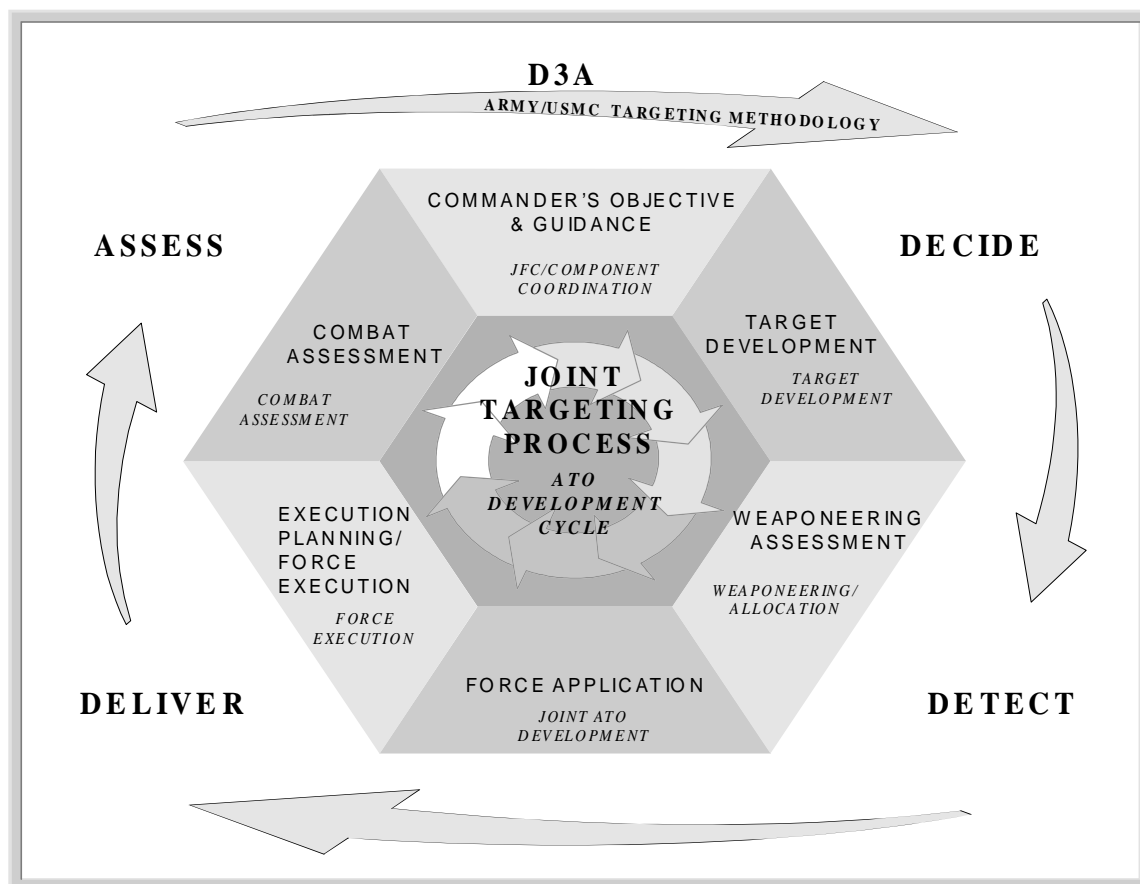 D3A
ARMY/USMC TARGETING METHODOLOGY
ASSESS
DECIDE
COMMANDER'S OBJECTIVE
& GUIDANCE
JFC/COMPONENT
COORDINATION
COMBAT
ASSESSMENT
COMBAT
ASSESSMENT
TARGET
DEVELOPMENT
TARGET
DEVELOPMENT
JOINT
TARGETING
PROCESS
ATO
DEVELOPMENT
CYCLE
EXECUTION
PLANNING/
FORCE
EXECUTION
FORCE
EXECUTION
WEAPONEERING
ASSESSMENT
WEAPONEERING/
ALLOCATION
FORCE APPLICATION
JOINT ATO
DEVELOPMENT
DELIVER
DETECT